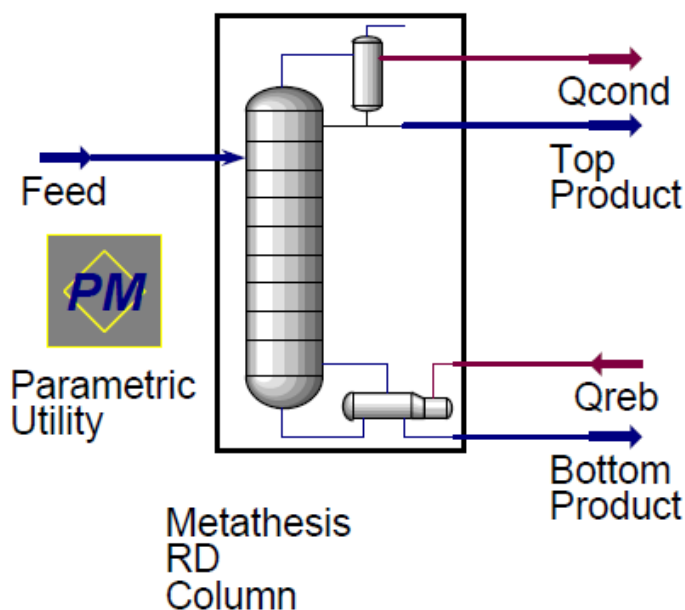 Qcond
Top
Product
Feed
PM
Parametric
Utility
Qreb
Bottom
Product
Metathesis
RD
Column